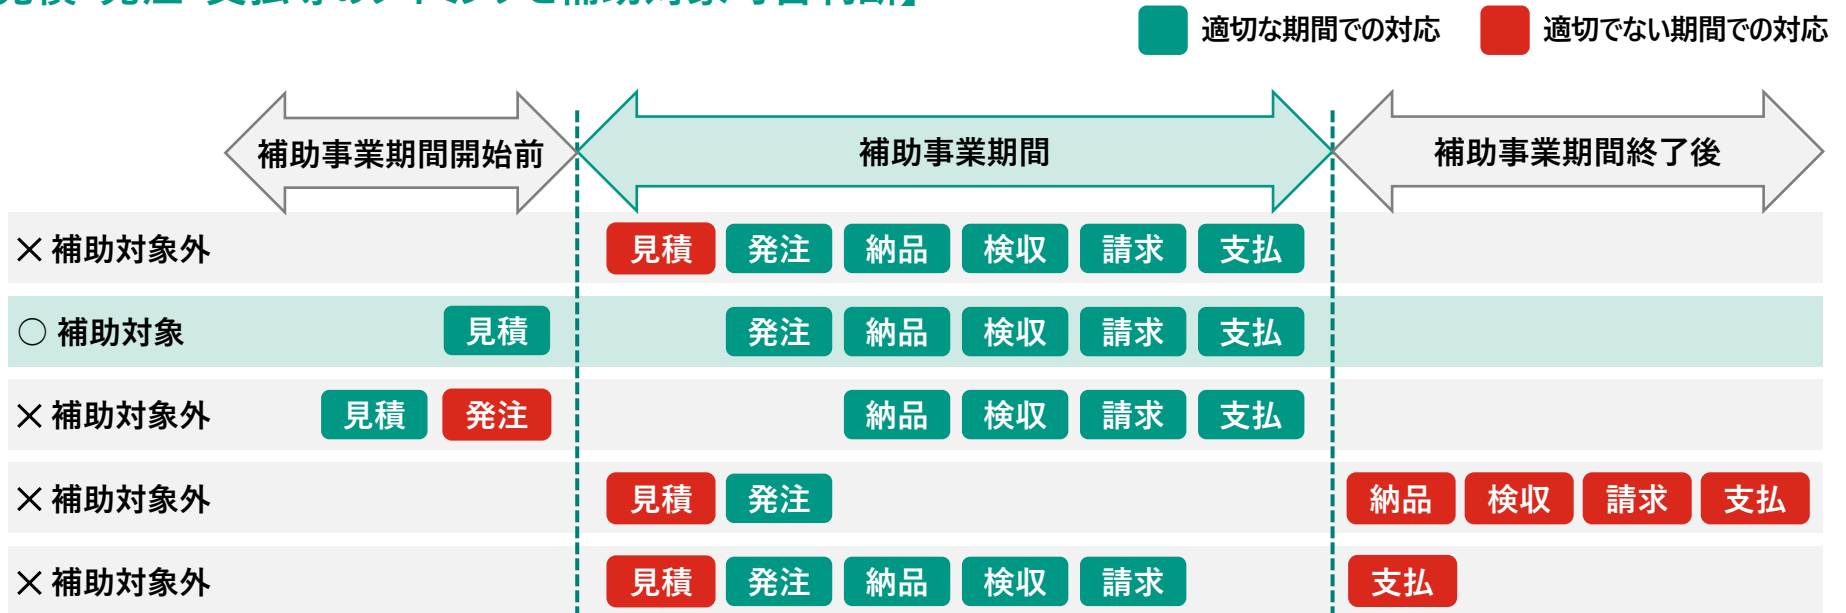 適切な期間での対応 適切でない期間での対応
補助事業期間開始前 補助事業期間 補助事業期間終了後
× 補助対象外 見積 発注 納品 検収 請求 支払
○ 補助対象 見積 発注 納品 検収 請求 支払
× 補助対象外 見積 発注 納品 検収 請求 支払
× 補助対象外 見積 発注 納品 検収 請求 支払
× 補助対象外 見積 発注 納品 検収 請求 支払